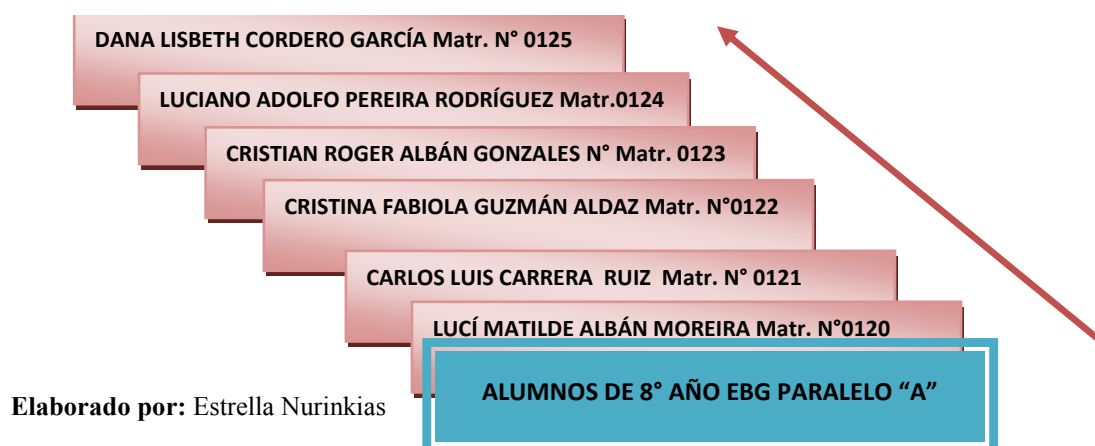 DANA LISBETH CORDERO GARCÍA Matr. N° 0125
LUCIANO ADOLFO PEREIRA RODRÍGUEZ Matr.0124
CRISTIAN ROGER ALBÁN GONZALES N° Matr. 0123
CRISTINA FABIOLA GUZMÁN ALDAZ Matr. N°0122
CARLOS LUIS CARRERA RUIZ Matr. N° 0121
LUCÍ MATILDE ALBÁN MOREIRA Matr. N°0120
ALUMNOS DE 8° AÑO EBG PARALELO “A”
Elaborado por: Estrella Nurinkias